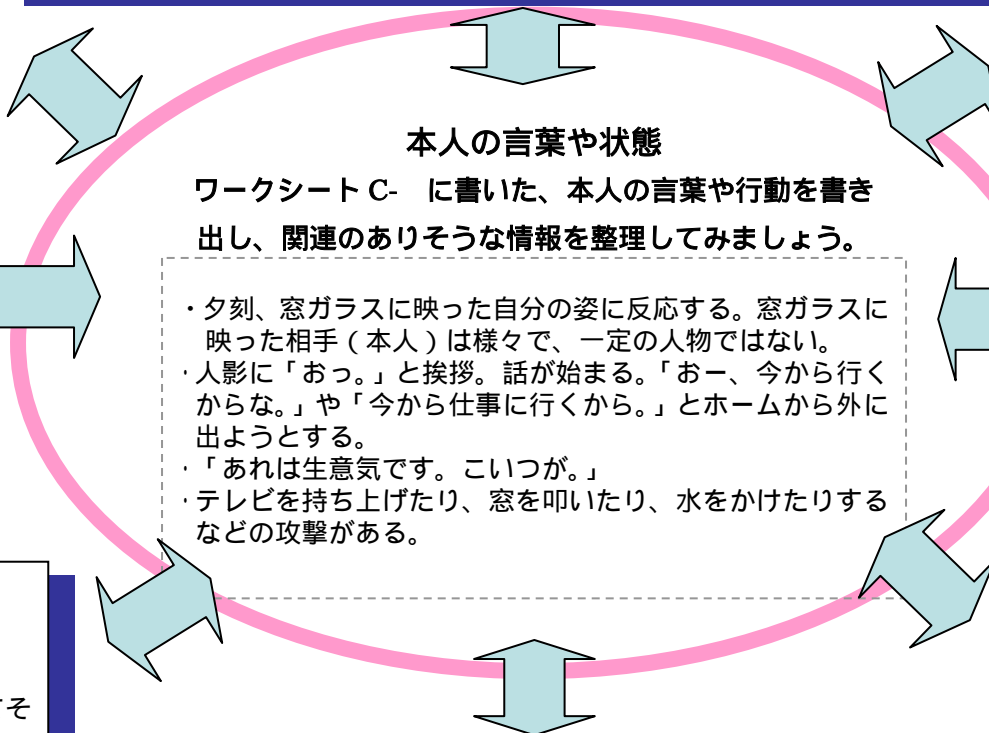 本人の言葉や状態
ワークシート C-　に書いた、本人の言葉や行動を書き
出し、関連のありそうな情報を整理してみましょう。
・夕刻、窓ガラスに映った自分の姿に反応する。窓ガラスに
映った相手（本人）は様々で、一定の人物ではない。
・人影に「おっ。」と挨拶。話が始まる。「おー、今から行く
からな。」や「今から仕事に行くから。」とホームから外に
出ようとする。
・「あれは生意気です。こいつが。」
・テレビを持ち上げたり、窓を叩いたり、水をかけたりする
などの攻撃がある。
てそ